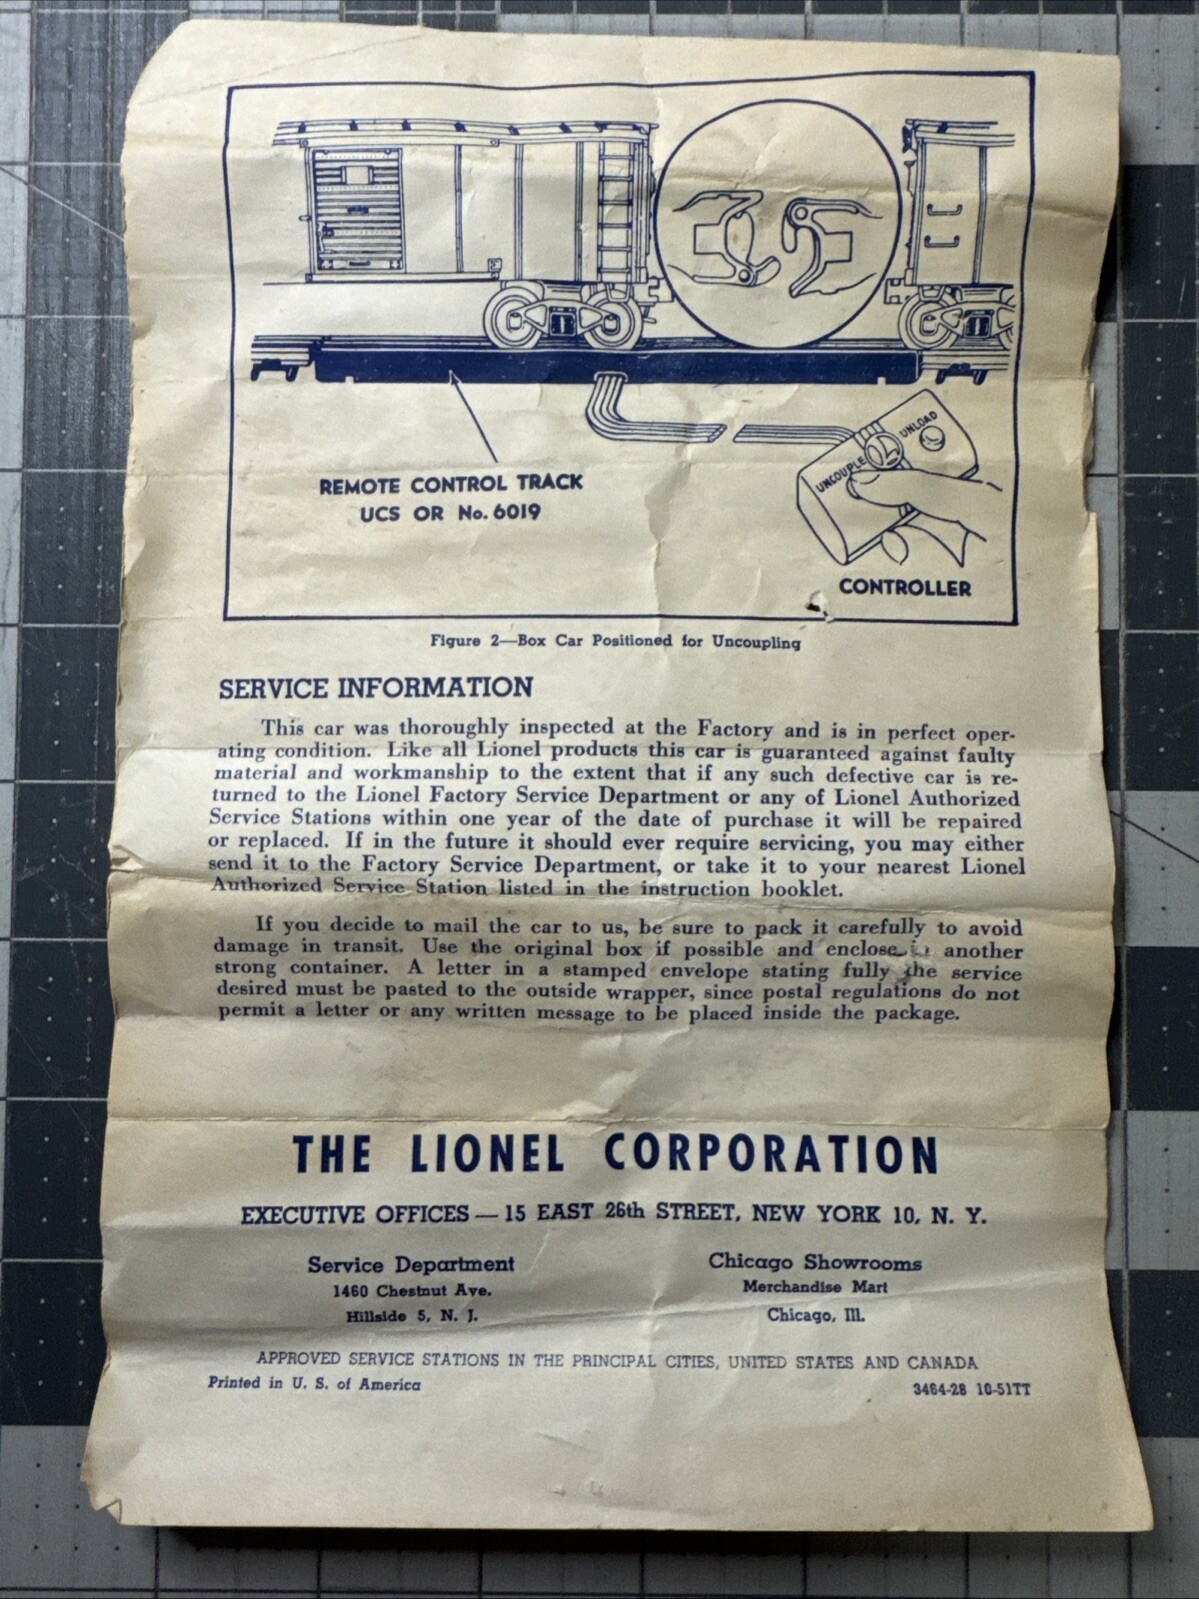 UNCOUPLE
UNLOAD
REMOTE CONTROL TRACK
UCS OR No. 6019
CONTROLLER
Figure 2—Box Car Positioned for Uncoupling
SERVICE INFORMATION
This car was thoroughly inspected at the Factory and is in perfect oper-
ating condition. Like all Lionel products this car is guaranteed against faulty
material and workmanship to the extent that if any such defective car is re-
turned to the Lionel Factory Service Department or any of Lionel Authorized
Service Stations within one year of the date of purchase it will be repaired
or replaced. If in the future it should ever require servicing, you may either
send it to the Factory Service Department, or take it to your nearest Lionel
Authorized Service Station listed in the instruction booklet.
If you decide to mail the car to us, be sure to pack it carefully to avoid
damage in transit. Use the original box if possible and enclose another
strong container. A letter in a stamped envelope stating fully the service
desired must be pasted to the outside wrapper, since postal regulations do not
permit a letter or any written message to be placed inside the package.
THE LIONEL CORPORATION
EXECUTIVE OFFICES — 15 EAST 26th STREET, NEW YORK 10, N. Y.
Service Department
1460 Chestnut Ave.
Hillside 5, N. J.
Chicago Showrooms
Merchandise Mart
Chicago, Ill.
APPROVED SERVICE STATIONS IN THE PRINCIPAL CITIES, UNITED STATES AND CANADA
Printed in U. S. of America
3464-28 10-51TT